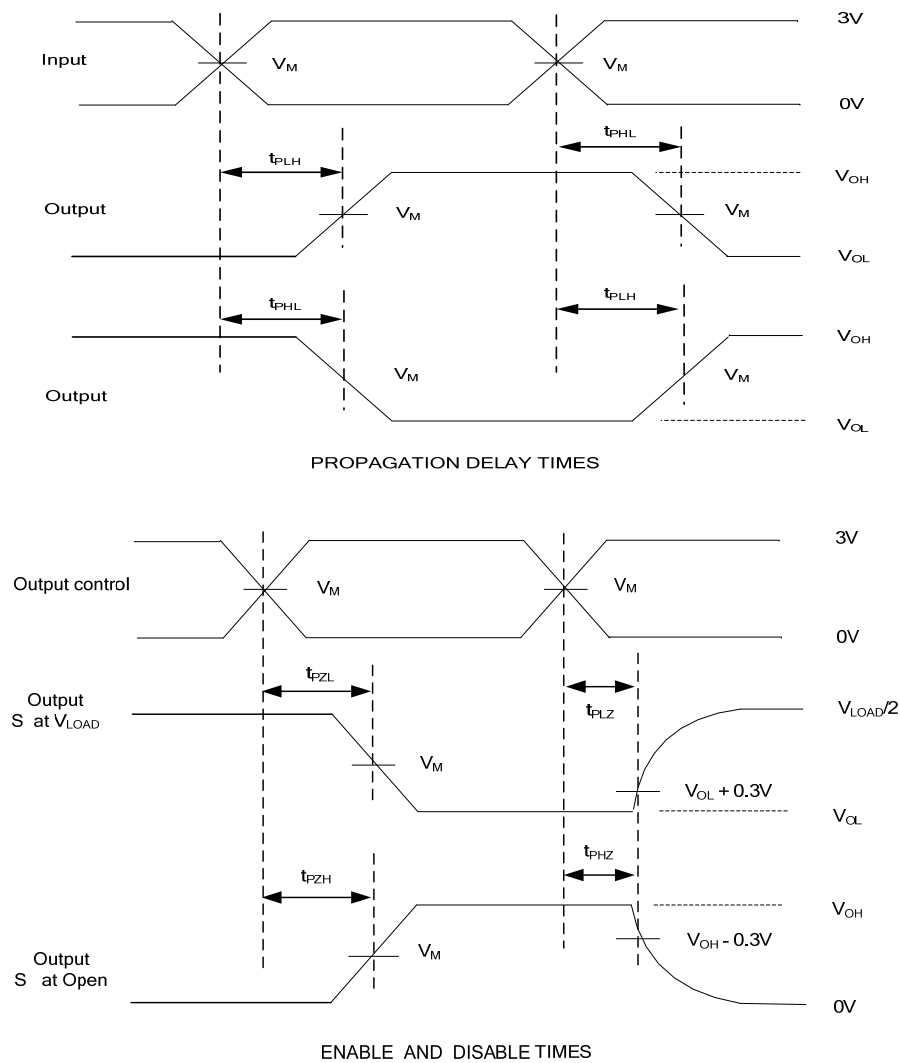 3V
Input
V_M
V_M
0V
t_PLH
t_PHL
V_OH
Output
V_M
V_M
V_OL
t_PHL
t_PLH
V_OH
Output
V_M
V_M
V_OL
PROPAGATION DELAY TIMES
3V
Output control
V_M
V_M
0V
Output
S at V_LOAD
t_PZL
t_PLZ
V_LOAD/2
V_M
V_OL + 0.3V
V_OL
t_PZH
t_PHZ
V_OH
Output
S at Open
V_M
V_OH - 0.3V
0V
ENABLE AND DISABLE TIMES